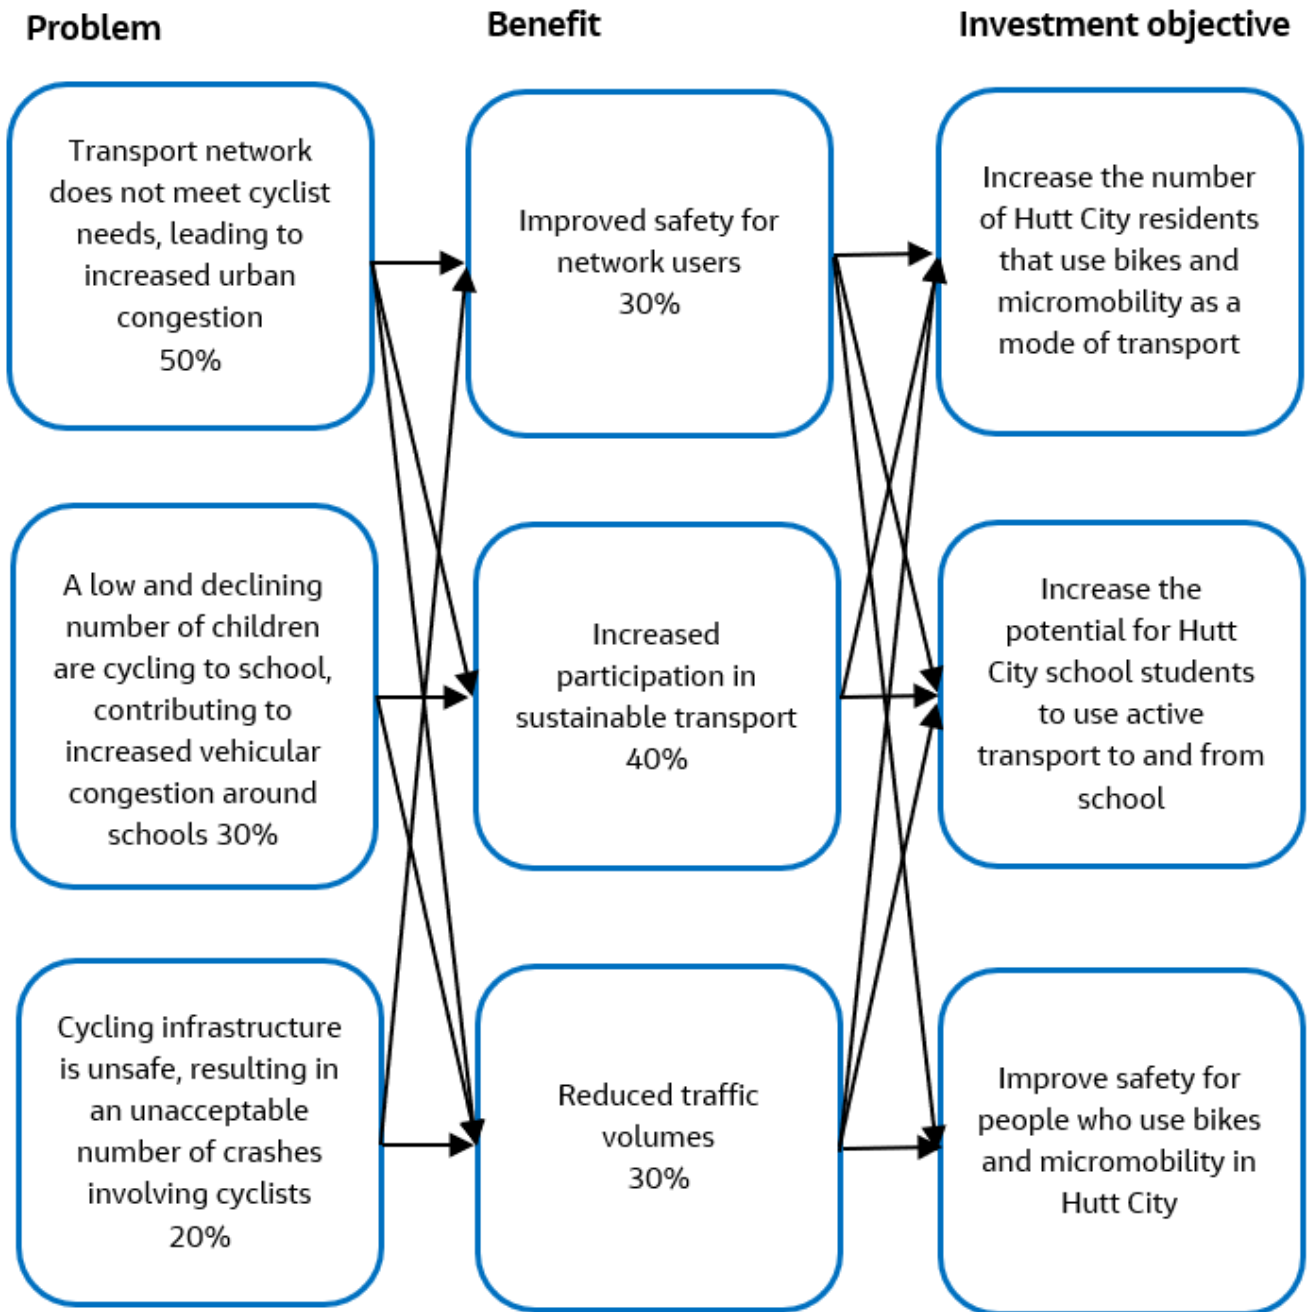 Problem
Benefit
Investment objective
Transport network
does not meet cyclist
needs, leading to
increased urban
congestion
50%
Improved safety for
network users
30%
Increase the number
of Hutt City residents
that use bikes and
micromobility as a
mode of transport
A low and declining
number of children
are cycling to school,
contributing to
increased vehicular
congestion around
schools 30%
Increased
participation in
sustainable transport
40%
Increase the
potential for Hutt
City school students
to use active
transport to and from
school
Cycling infrastructure
is unsafe, resulting in
an unacceptable
number of crashes
involving cyclists
20%
Reduced traffic
volumes
30%
Improve safety for
people who use bikes
and micromobility in
Hutt City